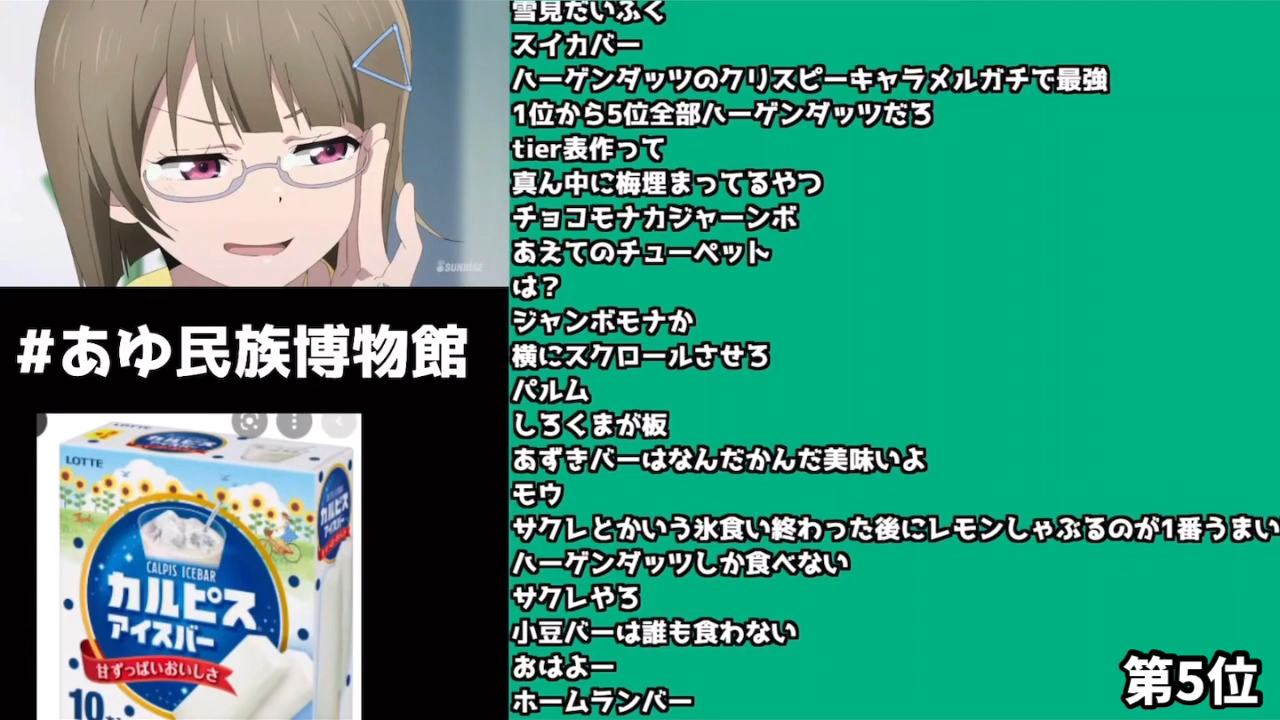 SUNRISE
#あゆ民族博物館
LOTTE
LOTTE
カルピス
CALPIS ICEBAR
カルピス
アイスバー
甘ずっぱいおいしさ
10
雪見だいふく
スイカバー
ハーゲンダッツのクリスピーキャラメルガチで最強
1位から5位全部ハーゲンダッツだろ
tier表作って
真ん中に梅埋まってるやつ
チョコモナカジャーンボ
あえてのチューペット
は?
ジャンボモナか
横にスクロールさせろ
パルム
しろくまが板
あずきバーはなんだかんだ美味いよ
モウ
サクレとかいう氷食い終わった後にレモンしゃぶるのが1番うまい
ハーゲンダッツしか食べない
サクレやろ
小豆バーは誰も食わない
おはよー
ホームランバー
第5位